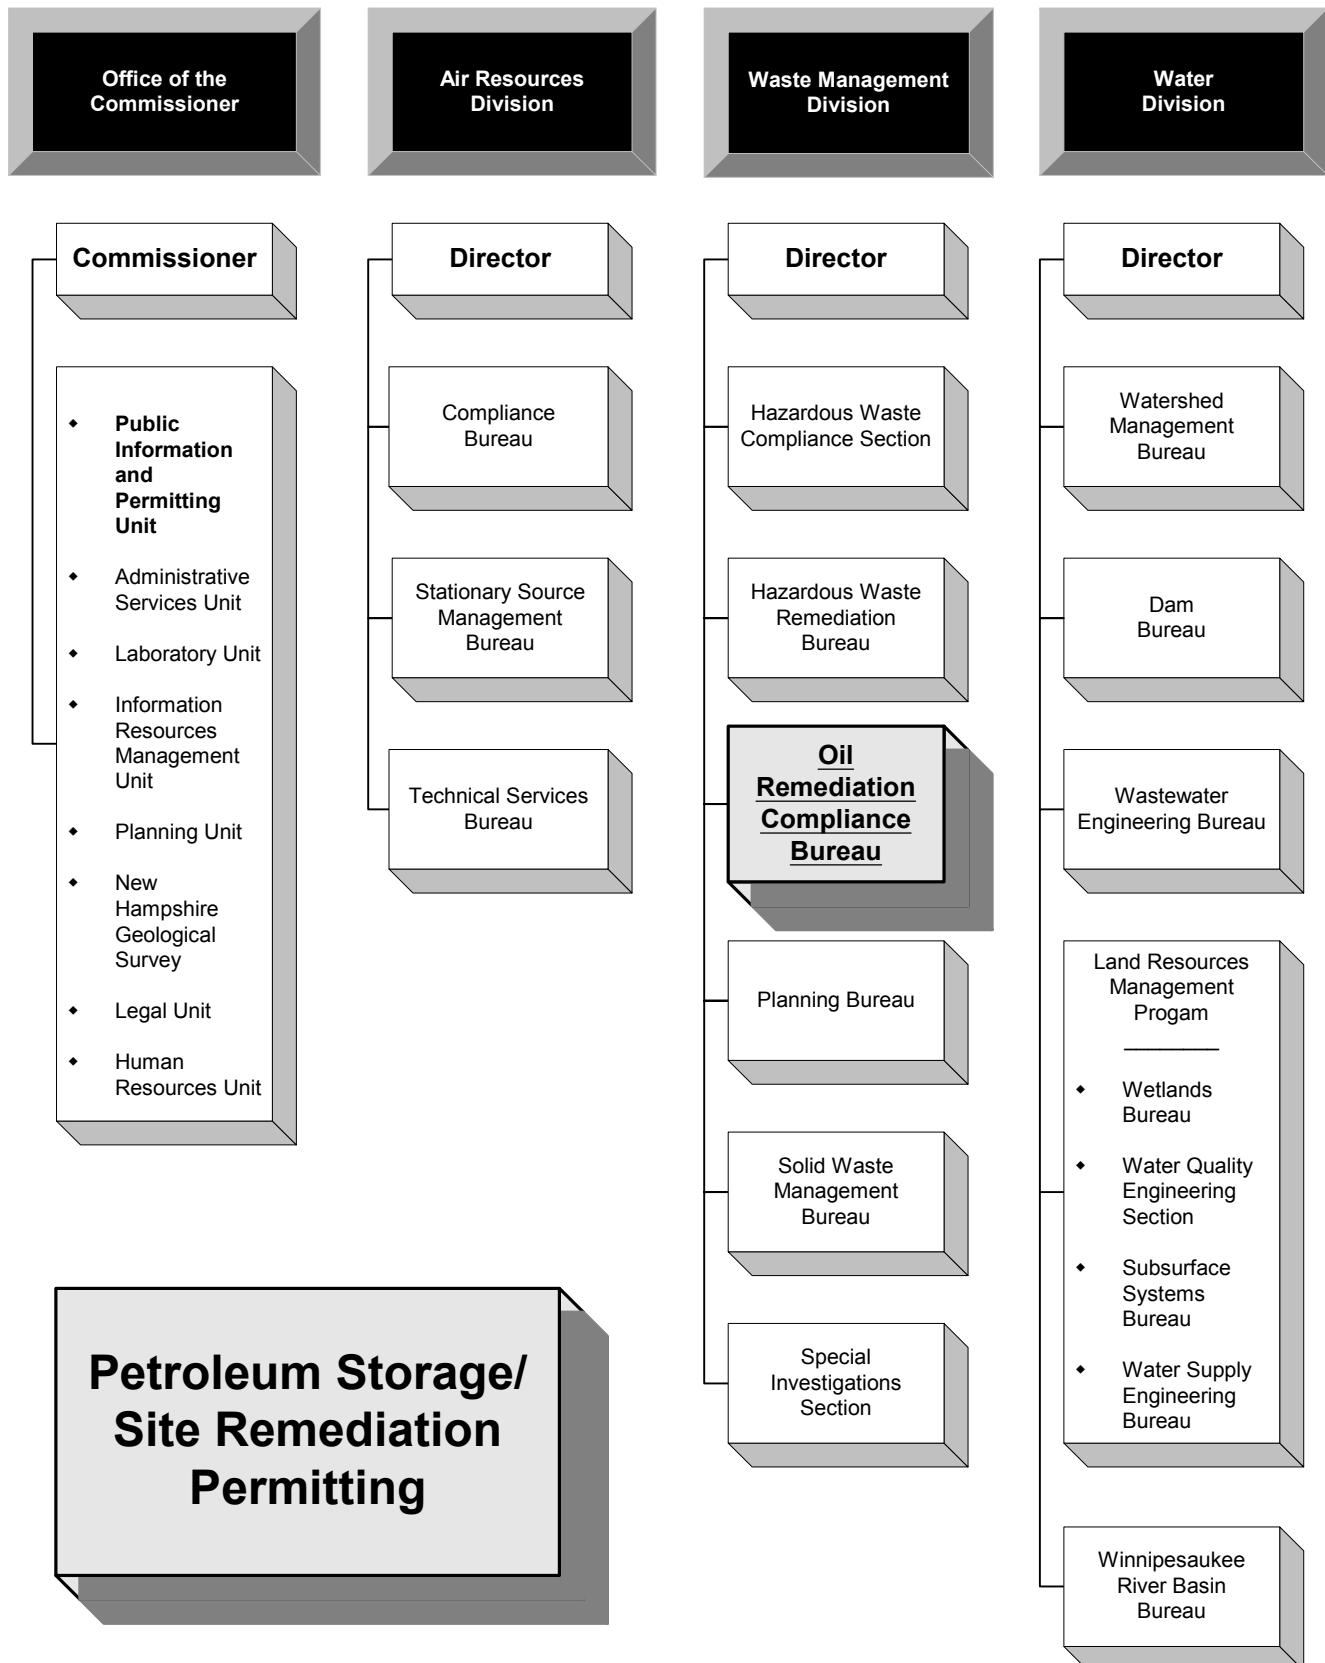 Office of the
Commissioner
Air Resources
Division
Waste Management
Division
Water
Division
Commissioner
◆ Public
Information
and
Permitting
Unit
◆ Administrative
Services Unit
◆ Laboratory Unit
◆ Information
Resources
Management
Unit
◆ Planning Unit
◆ New
Hampshire
Geological
Survey
◆ Legal Unit
◆ Human
Resources Unit
Director
Compliance
Bureau
Stationary Source
Management
Bureau
Technical Services
Bureau
Director
Hazardous Waste
Compliance Section
Hazardous Waste
Remediation
Bureau
Oil
Remediation
Compliance
Bureau
Planning Bureau
Solid Waste
Management
Bureau
Special
Investigations
Section
Director
Watershed
Management
Bureau
Dam
Bureau
Wastewater
Engineering Bureau
Land Resources
Management
Progam
◆ Wetlands
Bureau
◆ Water Quality
Engineering
Section
◆ Subsurface
Systems
Bureau
◆ Water Supply
Engineering
Bureau
Winnipesaukee
River Basin
Bureau
Petroleum Storage/
Site Remediation
Permitting